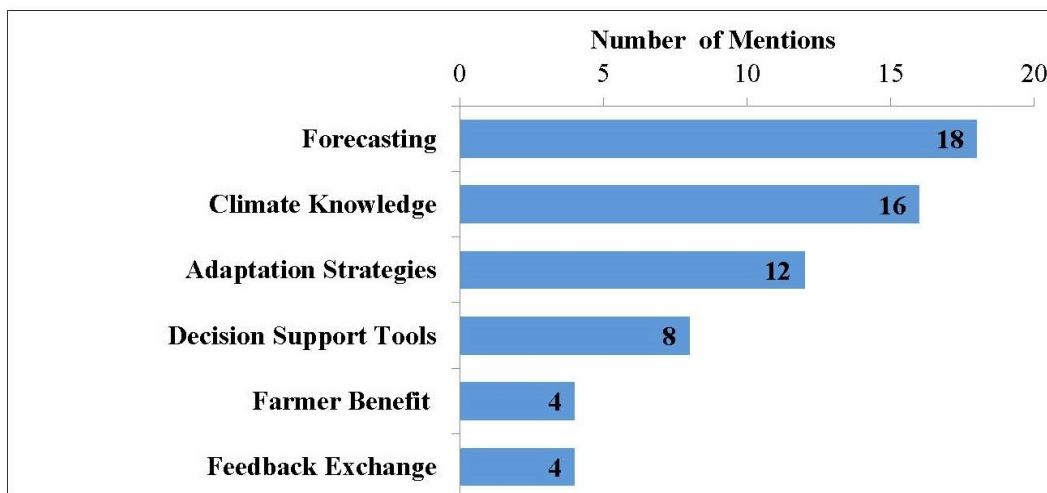 Number of Mentions
0 5 10 15 20
Forecasting 18
Climate Knowledge 16
Adaptation Strategies 12
Decision Support Tools 8
Farmer Benefit 4
Feedback Exchange 4